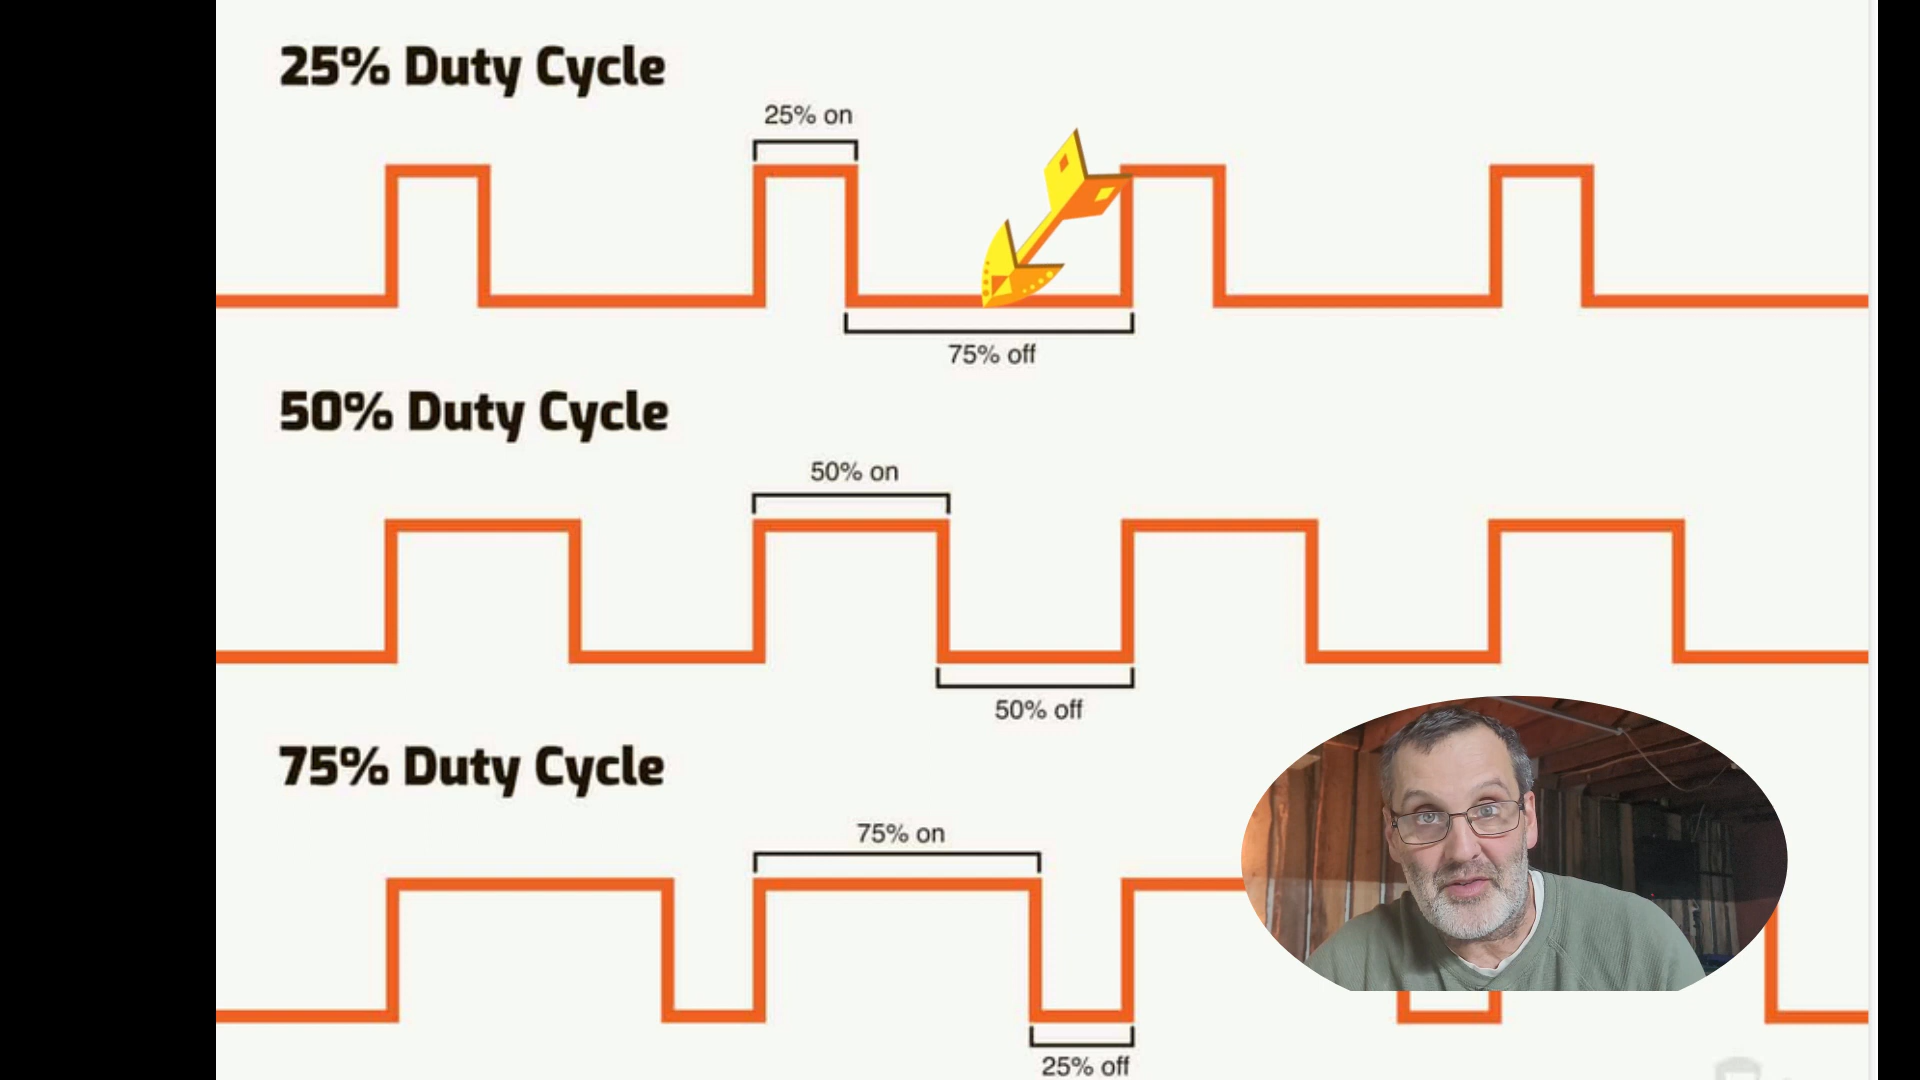 25% Duty Cycle
25% on
75% off
50% Duty Cycle
50% on
50% off
75% Duty Cycle
75% on
25% off